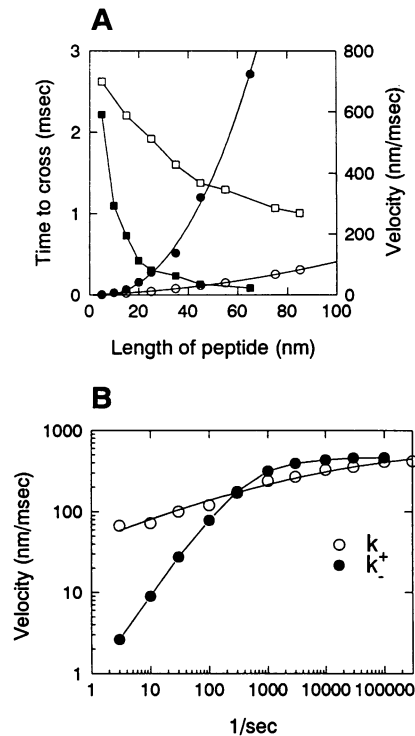 A
Time to cross (msec)
3
2
1
0
800
600
400
200
0
Velocity (nm/msec)
0 20 40 60 80 100
Length of peptide (nm)
B
Velocity (nm/msec)
1000
100
10
1
k+
k-
1 10 100 1000 10000 100000
1/sec